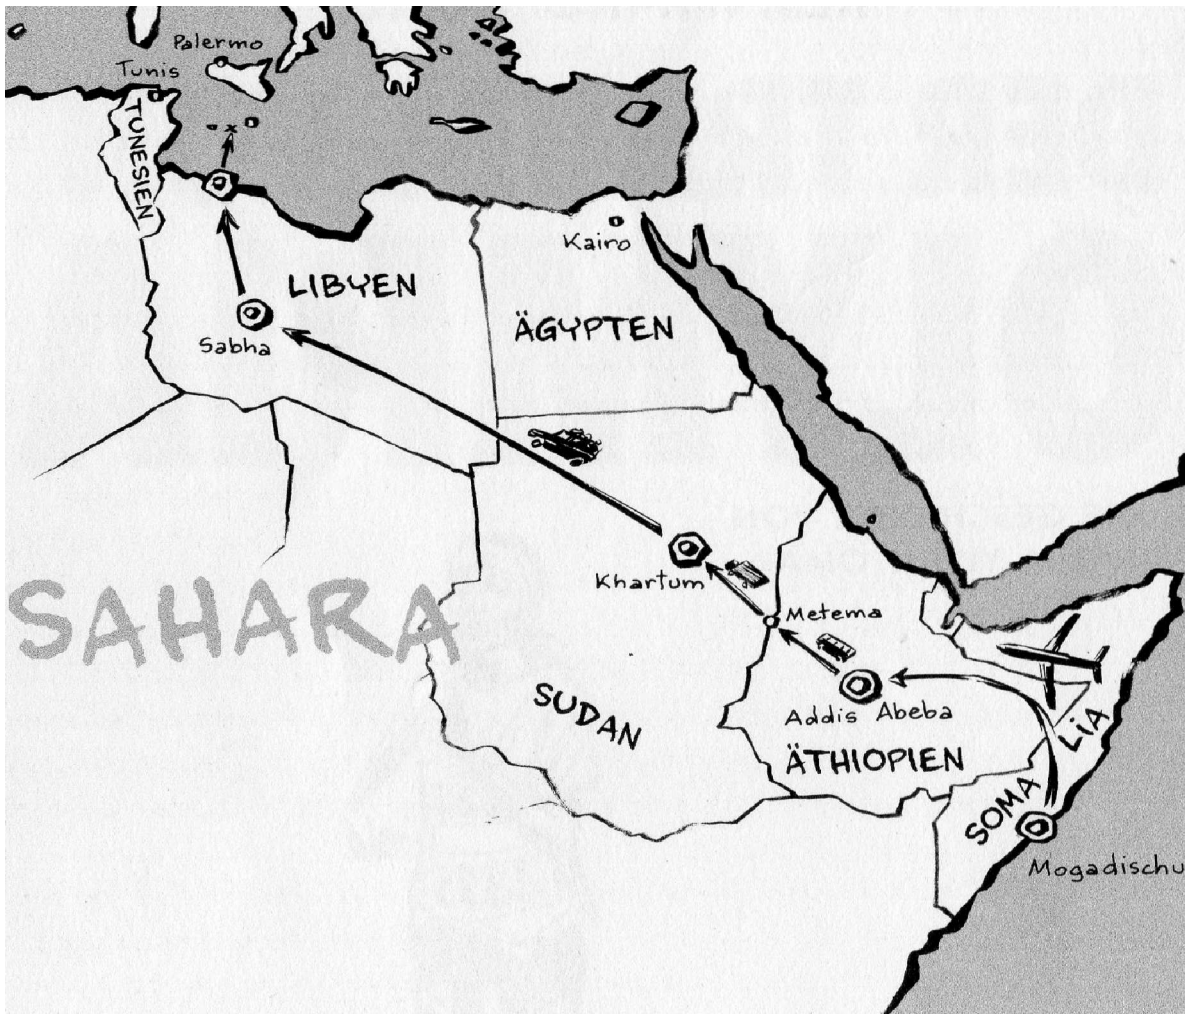 Palermo
Tunis
TUNESIEN
Kairo
LIBYEN
ÄGYPTEN
Sabha
SAHARA
Khartum
Metema
SUDAN
Addis Abeba
ÄTHIOPIEN
SOMA LiA
Mogadischu